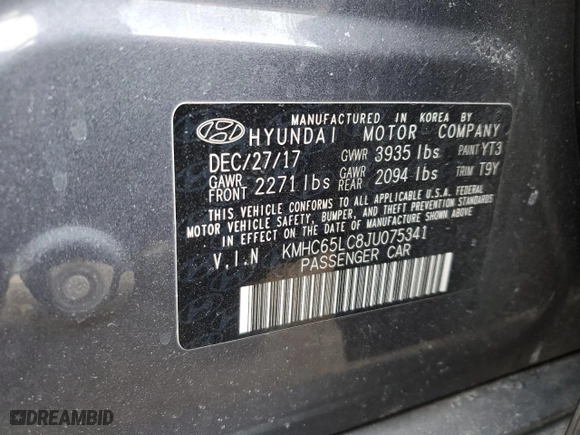 MANUFACTURED IN KOREA BY
HYUNDAI MOTOR COMPANY
DEC/27/17 GVWR 3935 lbs PAINT YT3
GAWR FRONT 2271 lbs GAWR REAR 2094 lbs TRIM T9Y
THIS VEHICLE CONFORMS TO ALL APPLICABLE U.S.A. FEDERAL
MOTOR VEHICLE SAFETY, BUMPER, AND THEFT PREVENTION STANDARDS
IN EFFECT ON THE DATE OF MANUFACTURE SHOWN ABOVE.
V.I.N KMHC65LC8JU075341
PASSENGER CAR
DREAMBID